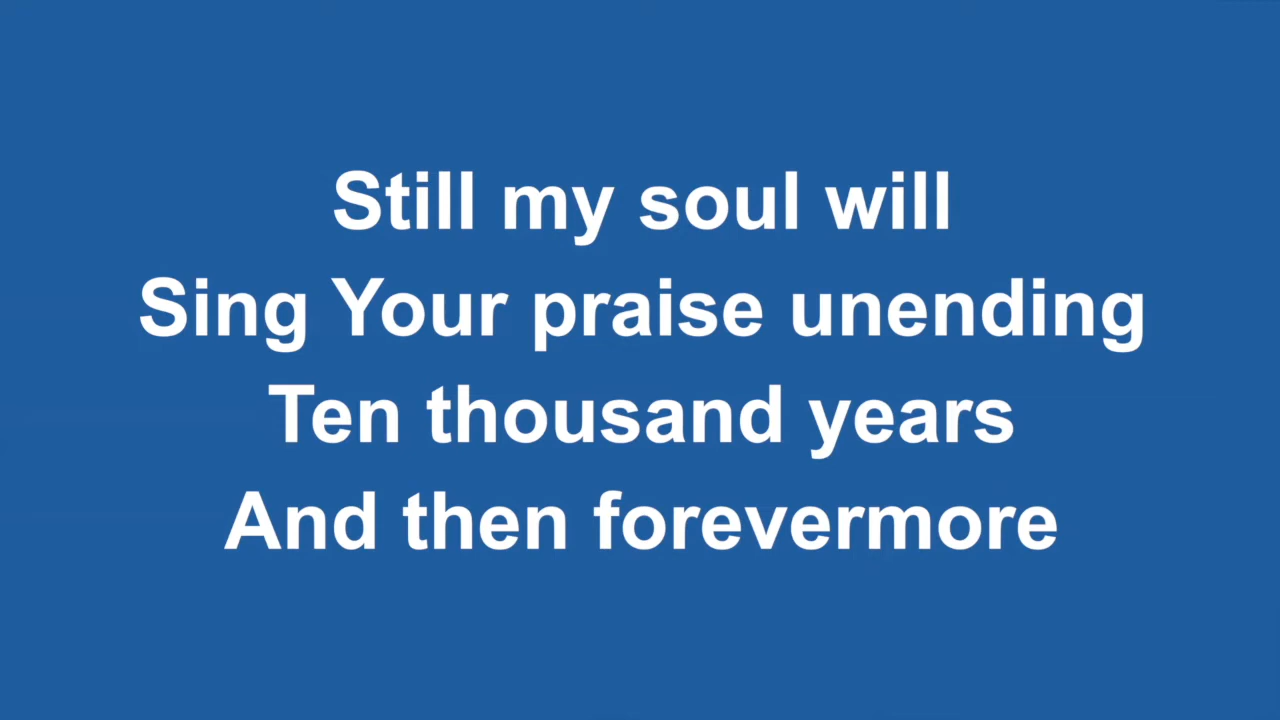 Still my soul will
Sing Your praise unending
Ten thousand years
And then forevermore